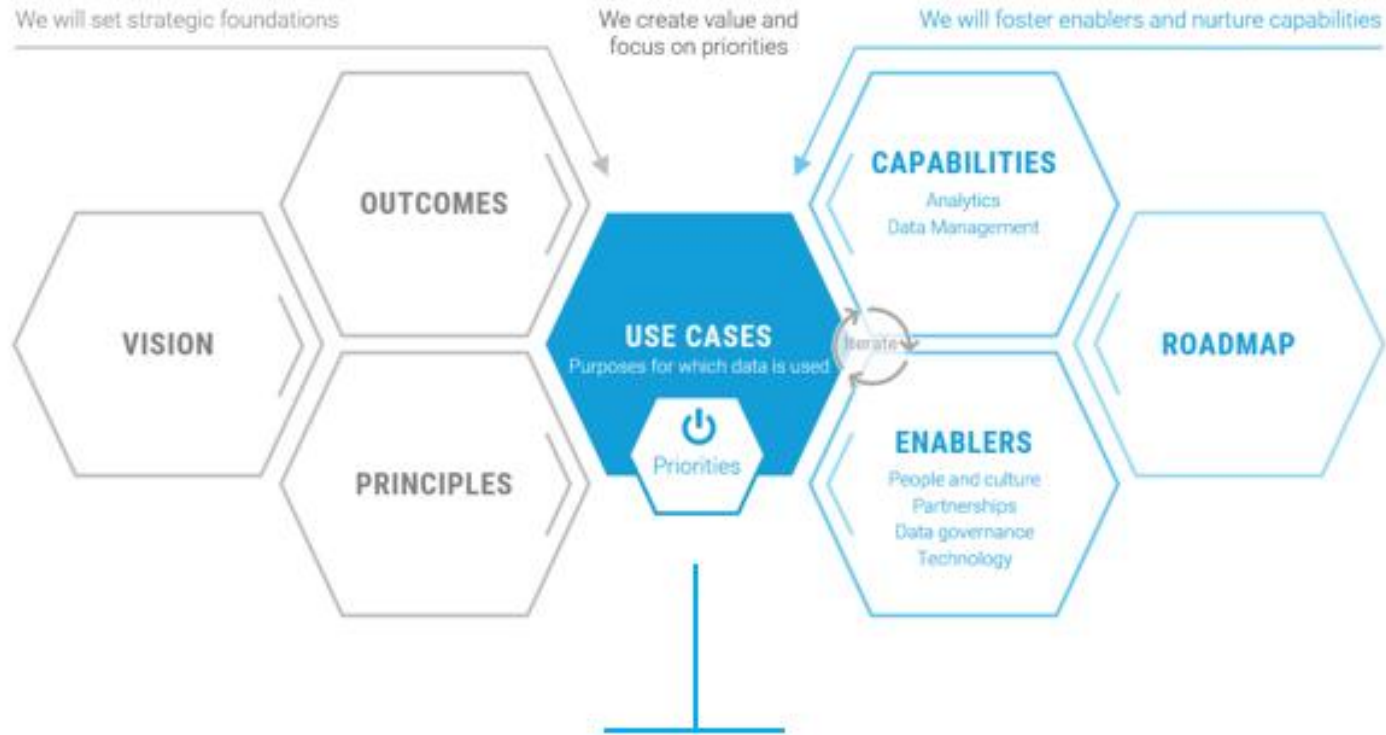 We will set strategic foundations
We create value and
focus on priorities
We will foster enablers and nurture capabilities
OUTCOMES
CAPABILITIES
Analytics
Data Management
VISION
USE CASES
Purposes for which data is used
Iterate
ROADMAP
Priorities
PRINCIPLES
ENABLERS
People and culture
Partnerships
Data governance
Technology